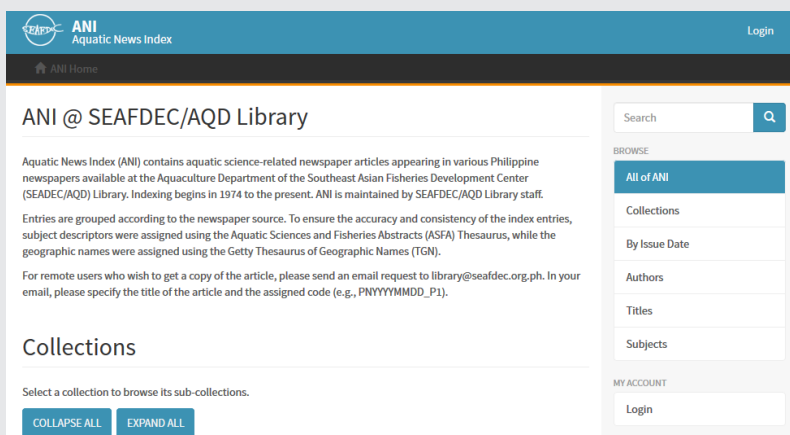 SEAFDEC
ANI
Aquatic News Index
Login
ANI Home
ANI @ SEAFDEC/AQD Library
Aquatic News Index (ANI) contains aquatic science-related newspaper articles appearing in various Philippine
newspapers available at the Aquaculture Department of the Southeast Asian Fisheries Development Center
(SEADEC/AQD) Library. Indexing begins in 1974 to the present. ANI is maintained by SEAFDEC/AQD Library staff.
Entries are grouped according to the newspaper source. To ensure the accuracy and consistency of the index entries,
subject descriptors were assigned using the Aquatic Sciences and Fisheries Abstracts (ASFA) Thesaurus, while the
geographic names were assigned using the Getty Thesaurus of Geographic Names (TGN).
For remote users who wish to get a copy of the article, please send an email request to library@seafdec.org.ph. In your
email, please specify the title of the article and the assigned code (e.g., PNYYYYMMDD_P1).
Collections
Select a collection to browse its sub-collections.
COLLAPSE ALL EXPAND ALL
Search
BROWSE
All of ANI
Collections
By Issue Date
Authors
Titles
Subjects
MY ACCOUNT
Login